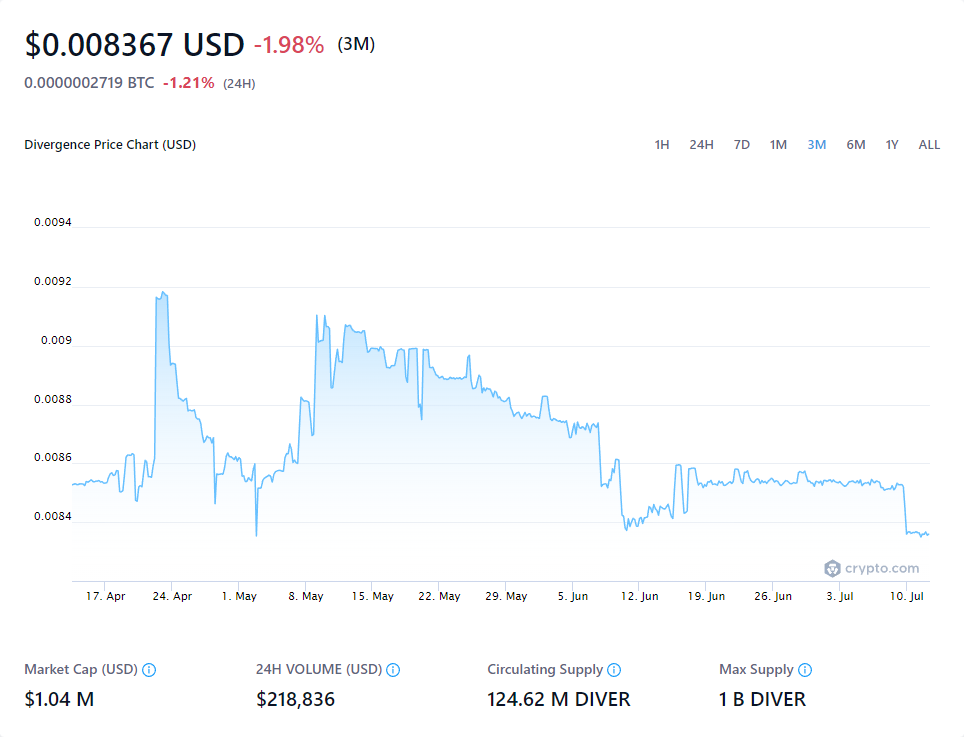 $0.008367 USD -1.98% (3M)
0.0000002719 BTC -1.21% (24H)
Divergence Price Chart (USD) 1H 24H 7D 1M 3M 6M 1Y ALL
0.0094
0.0092
0.009
0.0088
0.0086
0.0084
crypto.com
17. Apr 24. Apr 1. May 8. May 15. May 22. May 29. May 5. Jun 12. Jun 19. Jun 26. Jun 3. Jul 10. Jul
Market Cap (USD) 24H VOLUME (USD) Circulating Supply Max Supply
$1.04 M $218,836 124.62 M DIVER 1 B DIVER